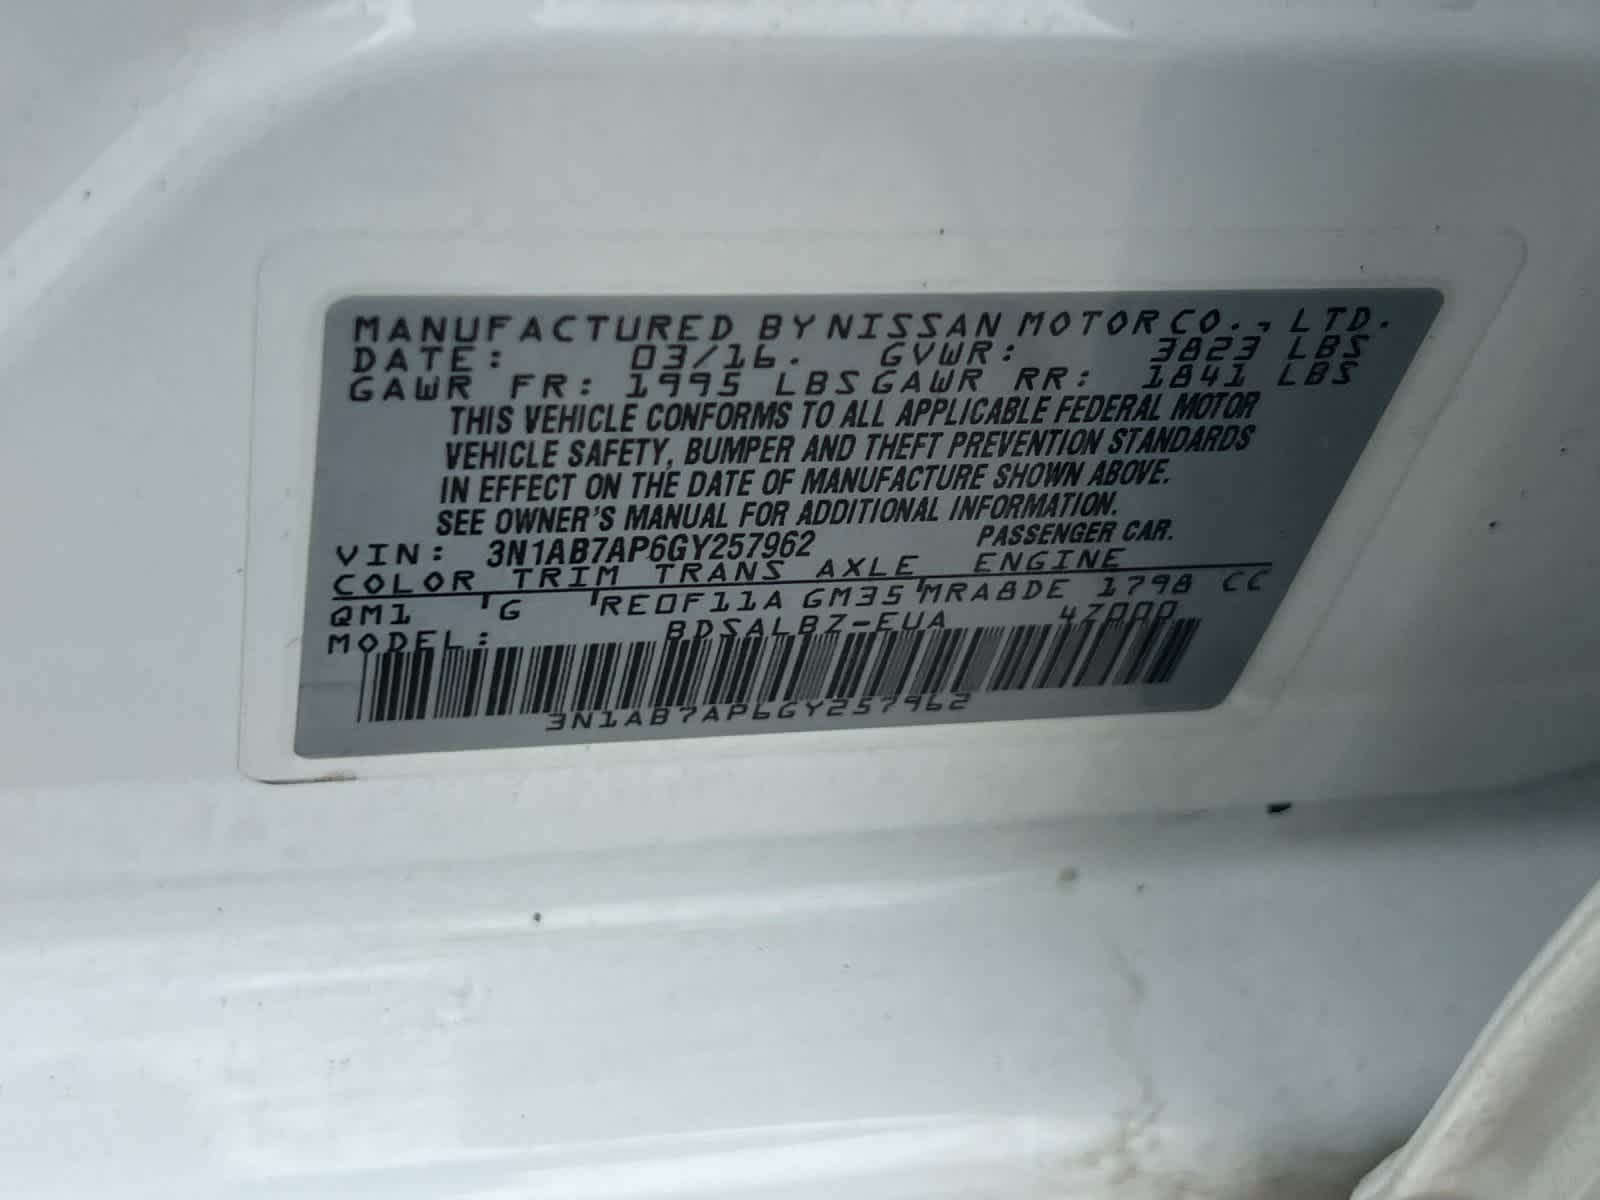 MANUFACTURED BY NISSAN MOTOR CO., LTD.
DATE: 03/16. GVWR: 3823 LBS
GAWR FR: 1995 LBS GAWR RR: 1841 LBS
THIS VEHICLE CONFORMS TO ALL APPLICABLE FEDERAL MOTOR
VEHICLE SAFETY, BUMPER AND THEFT PREVENTION STANDARDS
IN EFFECT ON THE DATE OF MANUFACTURE SHOWN ABOVE.
SEE OWNER'S MANUAL FOR ADDITIONAL INFORMATION.
VIN: 3N1AB7AP6GY257962 PASSENGER CAR.
COLOR TRIM TRANS AXLE ENGINE
QM1 G RE0F11A GM35 MRA8DE 1798 CC
MODEL: BDSALBZ-EUA 4Z000
3N1AB7AP6GY257962